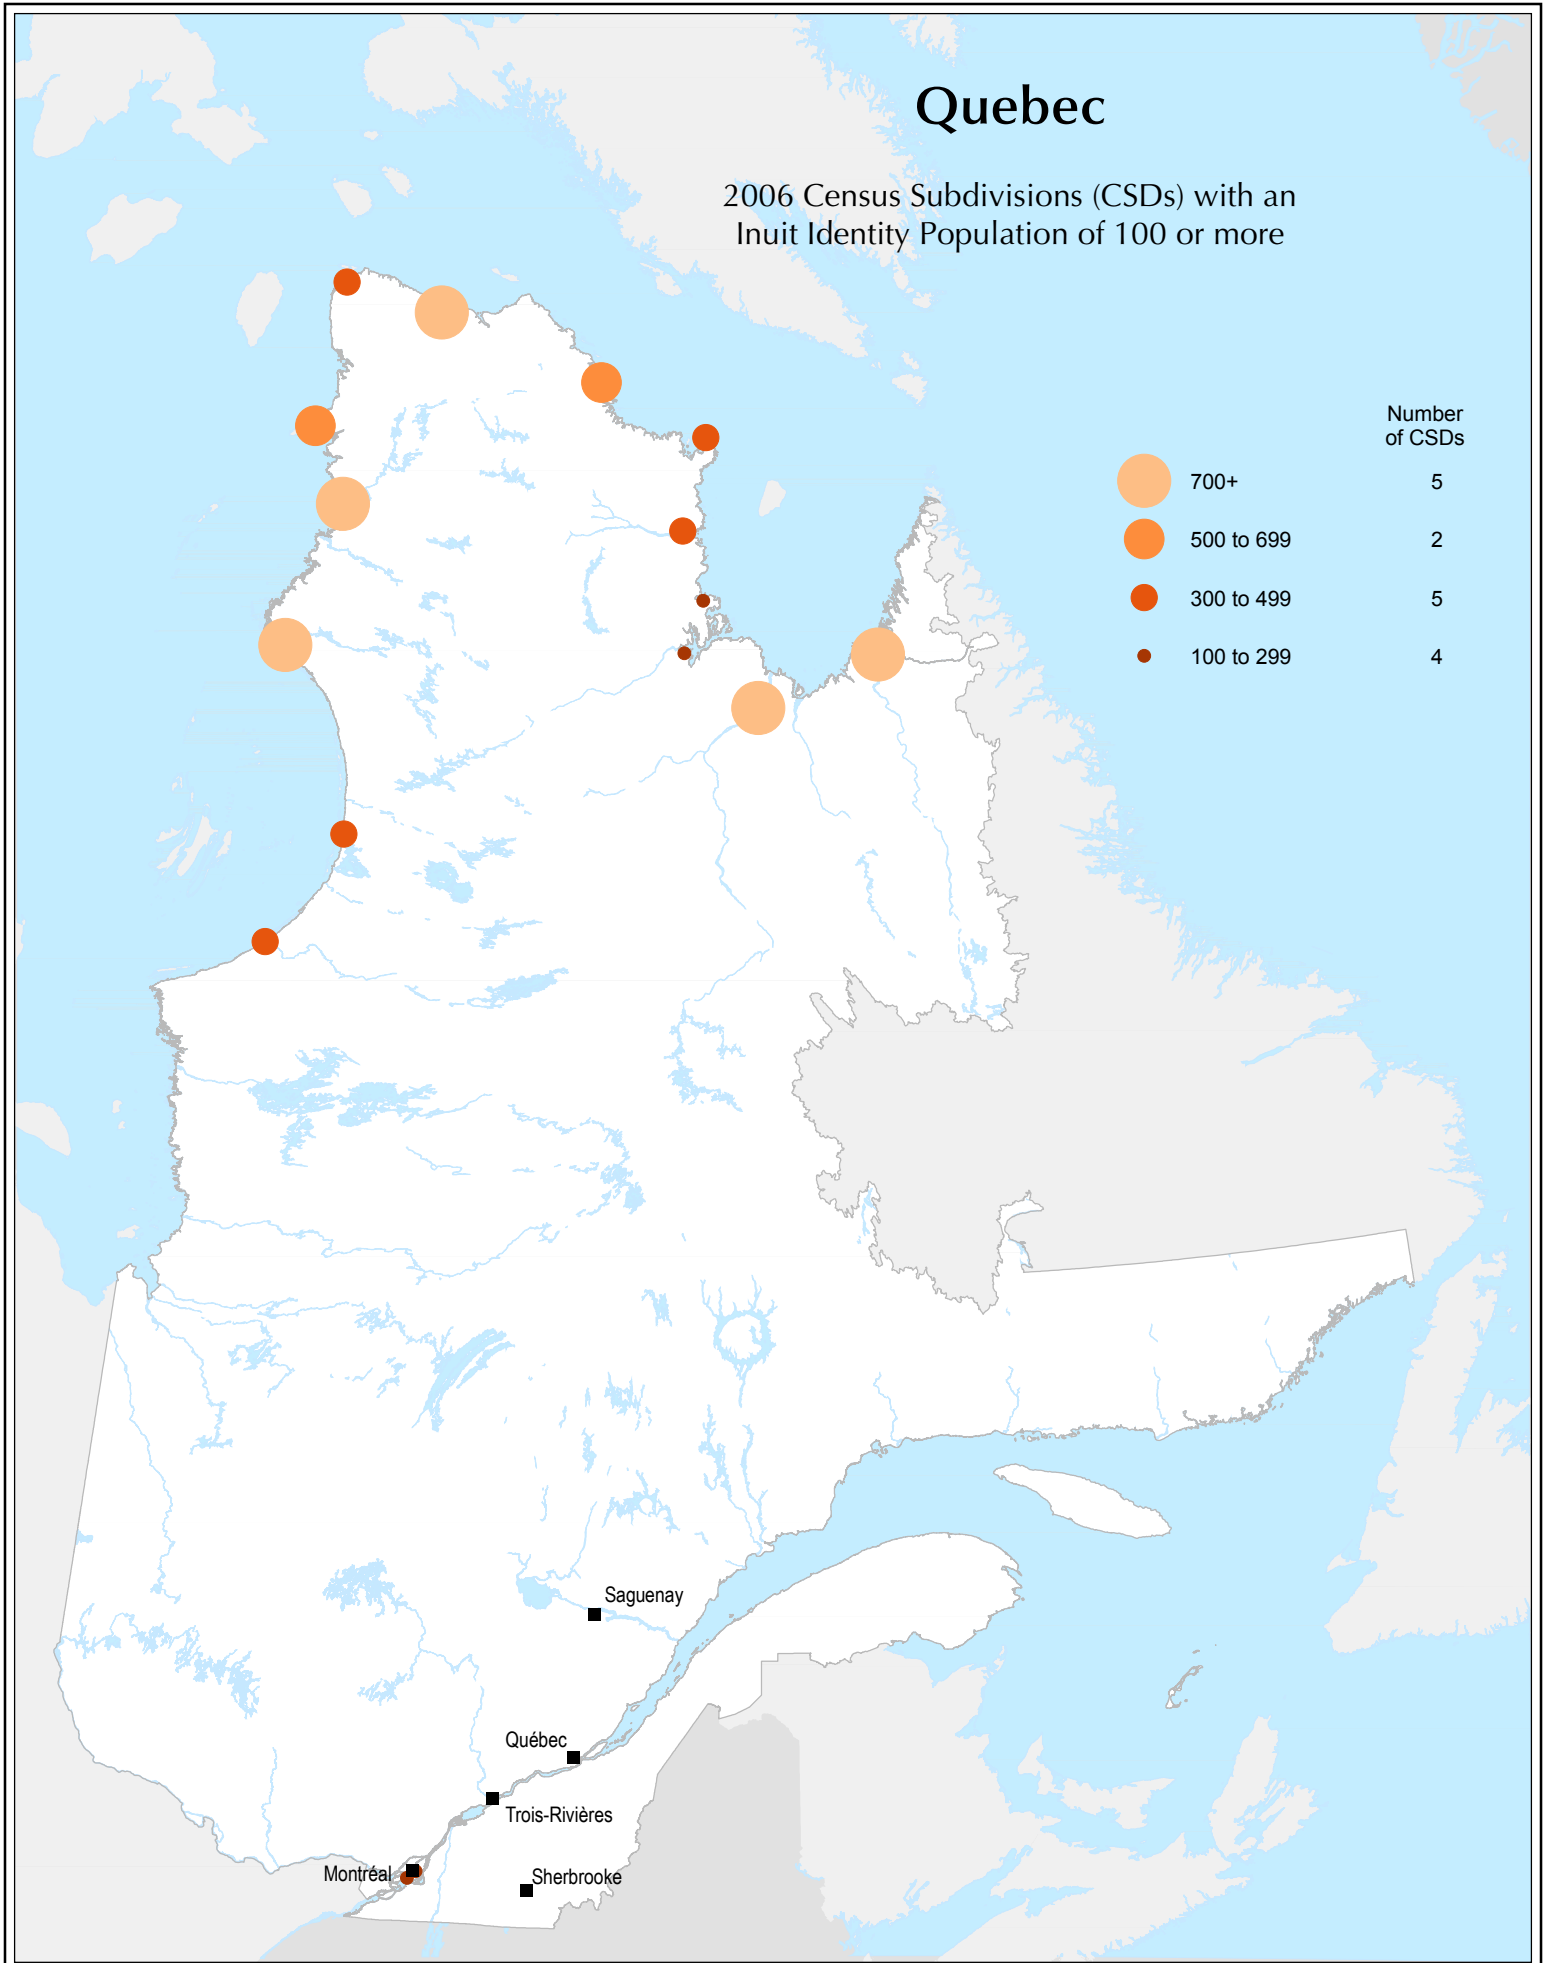 Quebec
2006 Census Subdivisions (CSDs) with an
Inuit Identity Population of 100 or more
Number
of CSDs
700+ 5
500 to 699 2
300 to 499 5
100 to 299 4
Saguenay
Québec
Trois-Rivières
Montréal
Sherbrooke